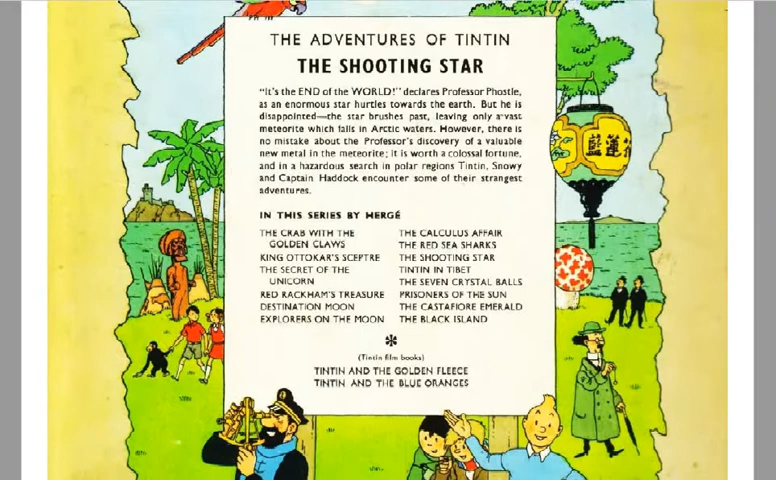 THE ADVENTURES OF TINTIN
THE SHOOTING STAR
"It's the END of the WORLD!" declares Professor Phostle,
as an enormous star hurtles towards the earth. But he is
disappointed—the star brushes past, leaving only a vast
meteorite which falls in Arctic waters. However, there is
no mistake about the Professor's discovery of a valuable
new metal in the meteorite; it is worth a colossal fortune,
and in a hazardous search in polar regions Tintin, Snowy
and Captain Haddock encounter some of their strangest
adventures.
IN THIS SERIES BY HERGÉ
THE CRAB WITH THE
GOLDEN CLAWS
KING OTTOKAR'S SCEPTRE
THE SECRET OF THE
UNICORN
RED RACKHAM'S TREASURE
DESTINATION MOON
EXPLORERS ON THE MOON
THE CALCULUS AFFAIR
THE RED SEA SHARKS
THE SHOOTING STAR
TINTIN IN TIBET
THE SEVEN CRYSTAL BALLS
PRISONERS OF THE SUN
THE CASTAFIORE EMERALD
THE BLACK ISLAND
(Tintin film books)
TINTIN AND THE GOLDEN FLEECE
TINTIN AND THE BLUE ORANGES
藍蓮